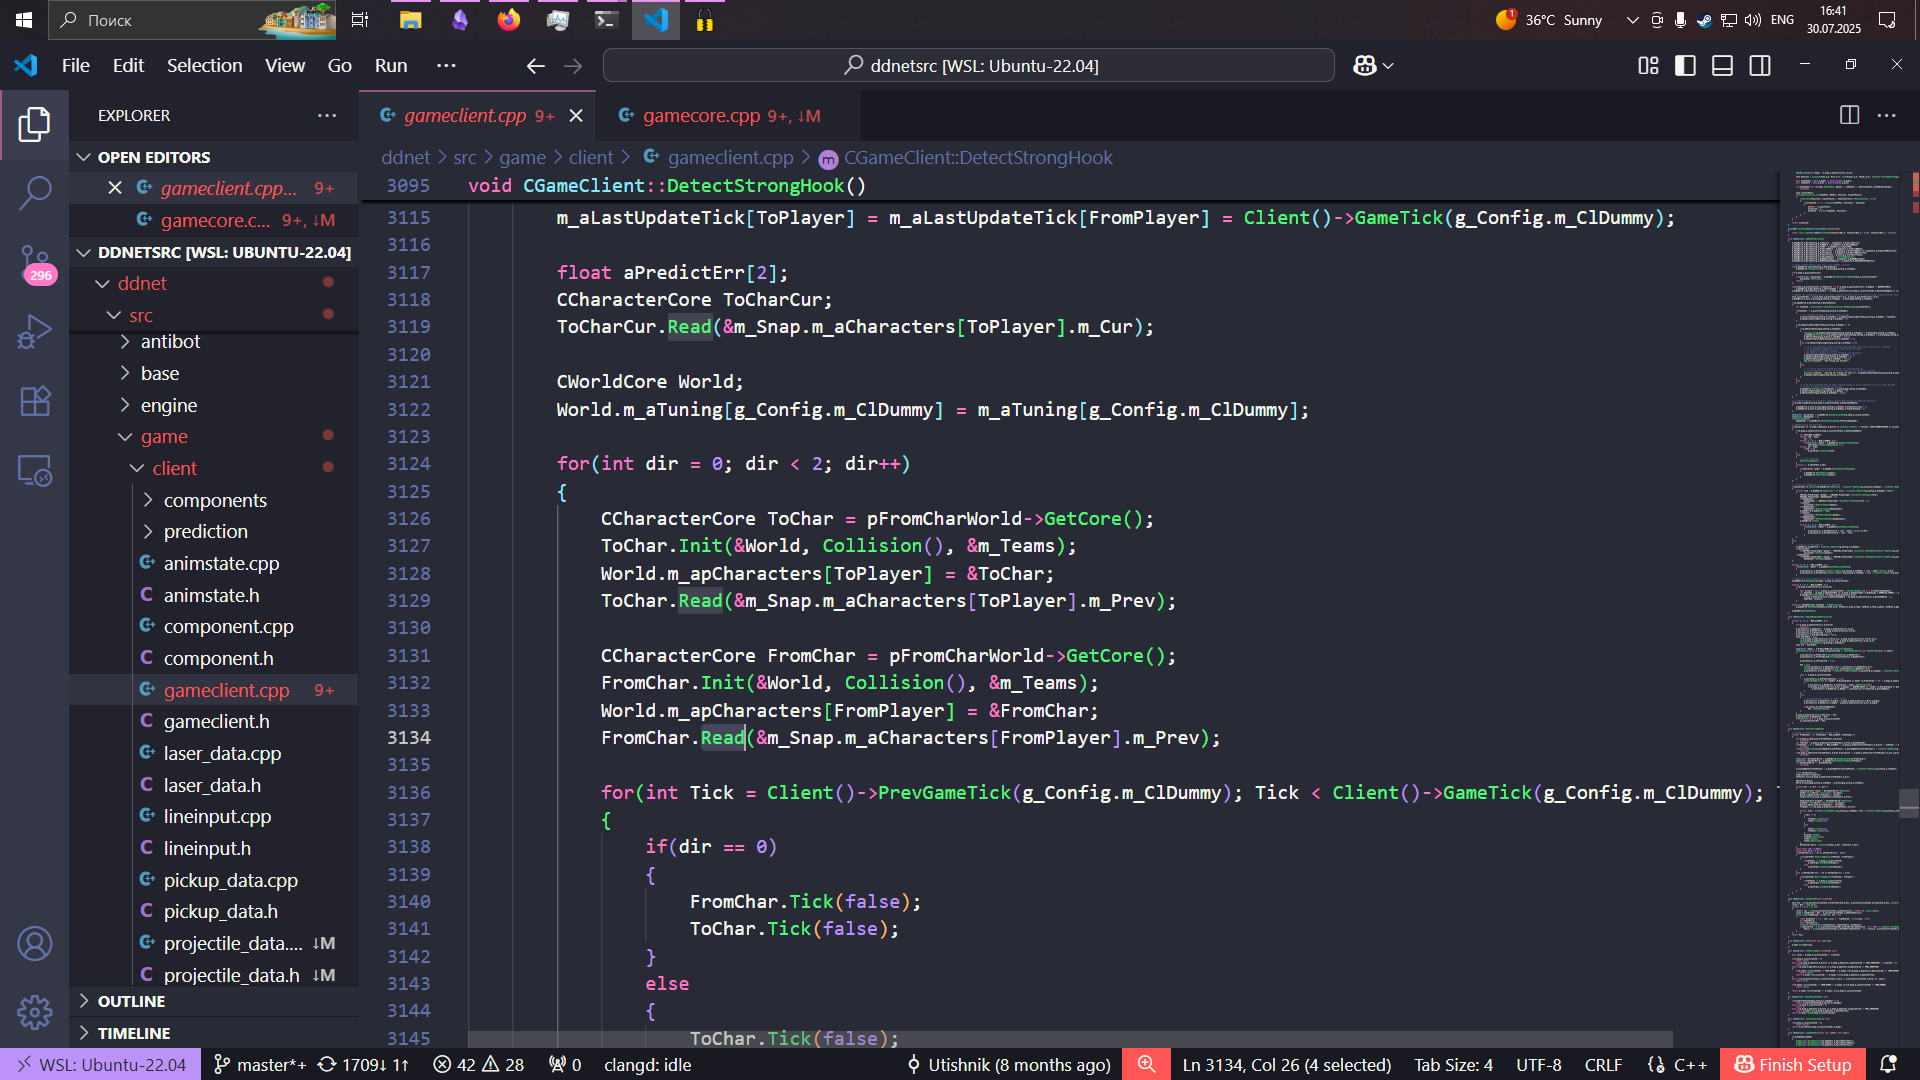 Поиск
36°C Sunny
ENG
16:41
30.07.2025
File Edit Selection View Go Run
ddnetsrc [WSL: Ubuntu-22.04]
EXPLORER
OPEN EDITORS
gameclient.cpp... 9+
gamecore.c... 9+, ↓M
DDNETSRC [WSL: UBUNTU-22.04]
ddnet
src
antibot
base
engine
game
client
components
prediction
animstate.cpp
animstate.h
component.cpp
component.h
gameclient.cpp 9+
gameclient.h
laser_data.cpp
laser_data.h
lineinput.cpp
lineinput.h
pickup_data.cpp
pickup_data.h
projectile_data.... ↓M
projectile_data.h ↓M
OUTLINE
TIMELINE
296
gameclient.cpp 9+
gamecore.cpp 9+, ↓M
ddnet > src > game > client > gameclient.cpp > CGameClient::DetectStrongHook
3095 void CGameClient::DetectStrongHook()
3115 m_aLastUpdateTick[ToPlayer] = m_aLastUpdateTick[FromPlayer] = Client()->GameTick(g_Config.m_ClDummy);
3116
3117 float aPredictErr[2];
3118 CCharacterCore ToCharCur;
3119 ToCharCur.Read(&m_Snap.m_aCharacters[ToPlayer].m_Cur);
3120
3121 CWorldCore World;
3122 World.m_aTuning[g_Config.m_ClDummy] = m_aTuning[g_Config.m_ClDummy];
3123
3124 for(int dir = 0; dir < 2; dir++)
3125 {
3126 CCharacterCore ToChar = pFromCharWorld->GetCore();
3127 ToChar.Init(&World, Collision(), &m_Teams);
3128 World.m_apCharacters[ToPlayer] = &ToChar;
3129 ToChar.Read(&m_Snap.m_aCharacters[ToPlayer].m_Prev);
3130
3131 CCharacterCore FromChar = pFromCharWorld->GetCore();
3132 FromChar.Init(&World, Collision(), &m_Teams);
3133 World.m_apCharacters[FromPlayer] = &FromChar;
3134 FromChar.Read(&m_Snap.m_aCharacters[FromPlayer].m_Prev);
3135
3136 for(int Tick = Client()->PrevGameTick(g_Config.m_ClDummy); Tick < Client()->GameTick(g_Config.m_ClDummy);
3137 {
3138 if(dir == 0)
3139 {
3140 FromChar.Tick(false);
3141 ToChar.Tick(false);
3142 }
3143 else
3144 {
3145 ToChar.Tick(false);
WSL: Ubuntu-22.04 master*+ 1709↓ 1↑ 42 28 0 clangd: idle Utishnik (8 months ago) Ln 3134, Col 26 (4 selected) Tab Size: 4 UTF-8 CRLF {} C++ Finish Setup